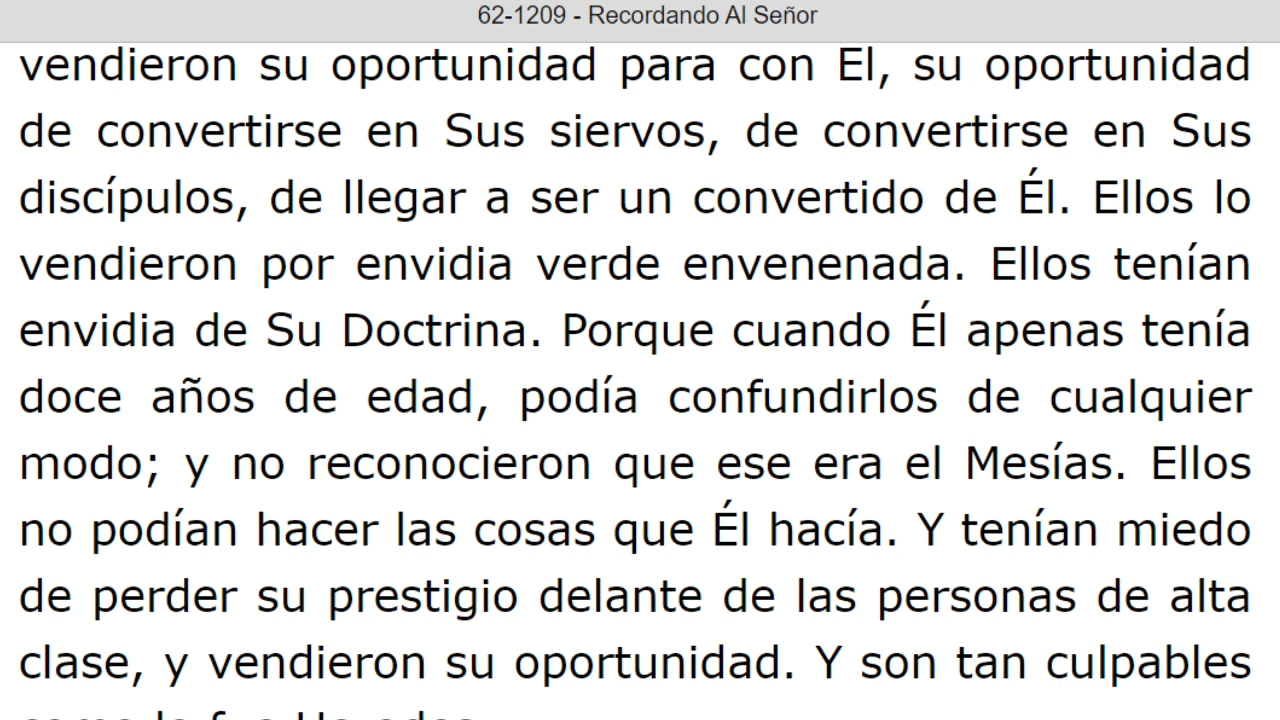 62-1209 - Recordando Al Señor
vendieron su oportunidad para con Él, su oportunidad
de convertirse en Sus siervos, de convertirse en Sus
discípulos, de llegar a ser un convertido de Él. Ellos lo
vendieron por envidia verde envenenada. Ellos tenían
envidia de Su Doctrina. Porque cuando Él apenas tenía
doce años de edad, podía confundirlos de cualquier
modo; y no reconocieron que ese era el Mesías. Ellos
no podían hacer las cosas que Él hacía. Y tenían miedo
de perder su prestigio delante de las personas de alta
clase, y vendieron su oportunidad. Y son tan culpables